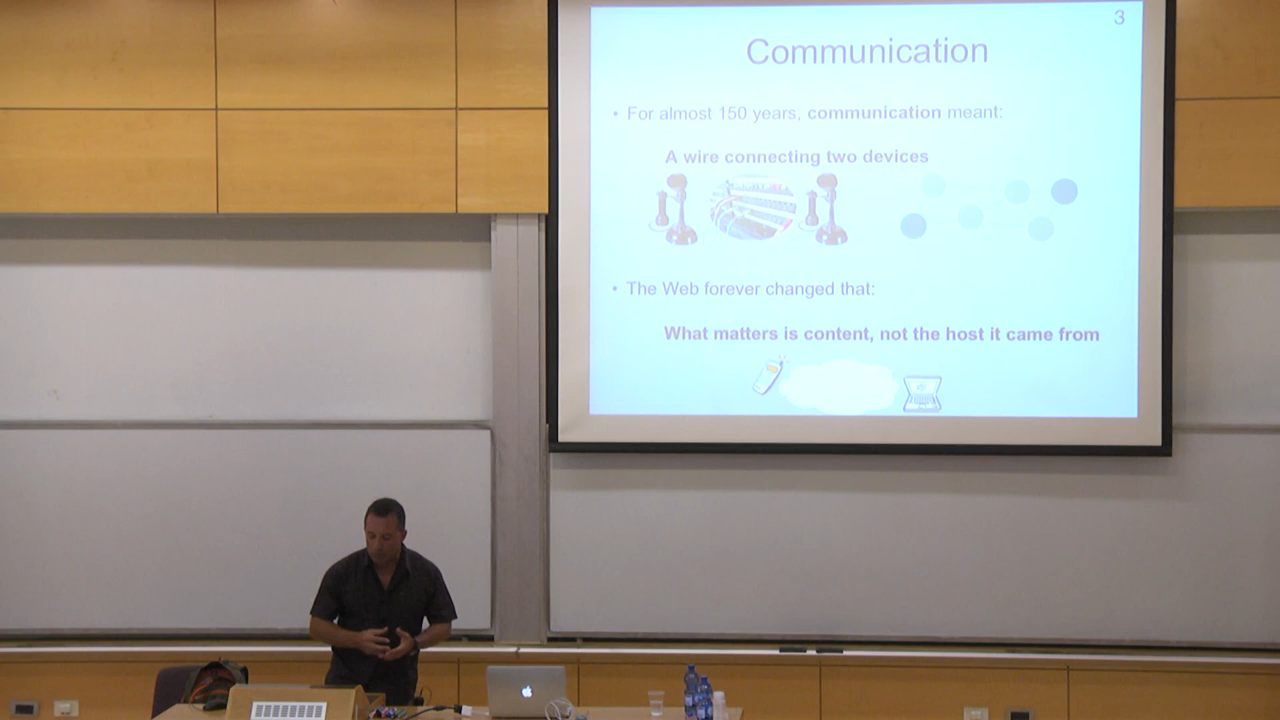 3
Communication
• For almost 150 years, communication meant:
A wire connecting two devices
• The Web forever changed that:
What matters is content, not the host it came from